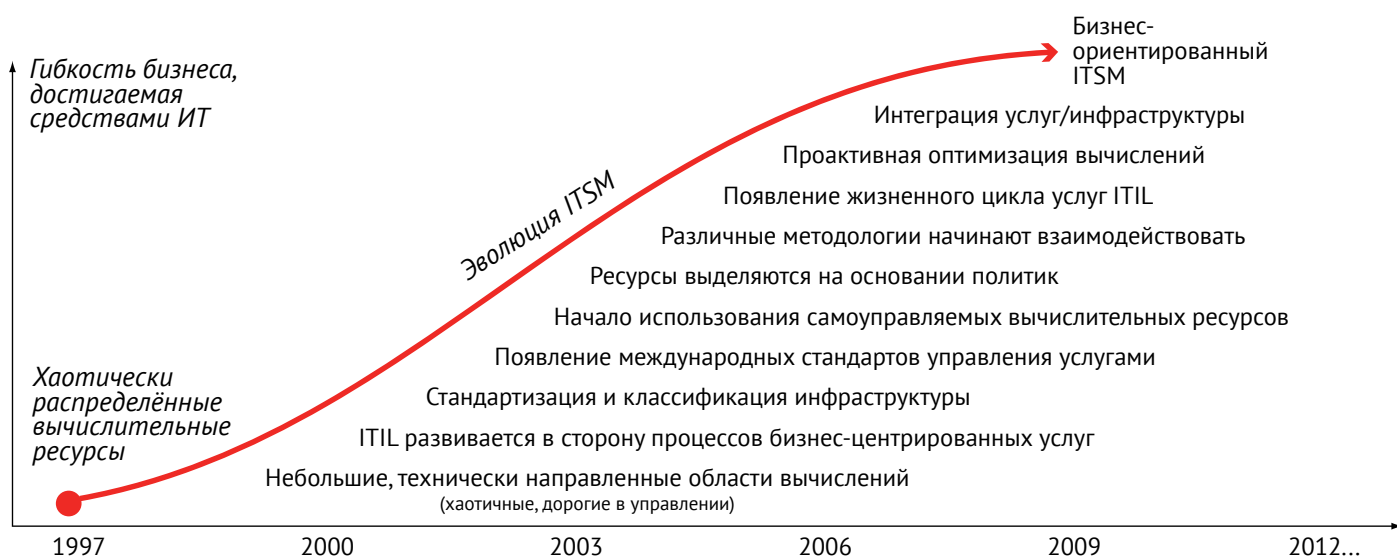 Бизнес-
ориентированный
ITSM
Гибкость бизнеса,
достигаемая
средствами ИТ
Интеграция услуг/инфраструктуры
Проактивная оптимизация вычислений
Появление жизненного цикла услуг ITIL
Эволюция ITSM
Различные методологии начинают взаимодействовать
Ресурсы выделяются на основании политик
Начало использования самоуправляемых вычислительных ресурсов
Появление международных стандартов управления услугами
Хаотически
распределённые
вычислительные
ресурсы
Стандартизация и классификация инфраструктуры
ITIL развивается в сторону процессов бизнес-центрированных услуг
Небольшие, технически направленные области вычислений
(хаотичные, дорогие в управлении)
1997 2000 2003 2006 2009 2012...